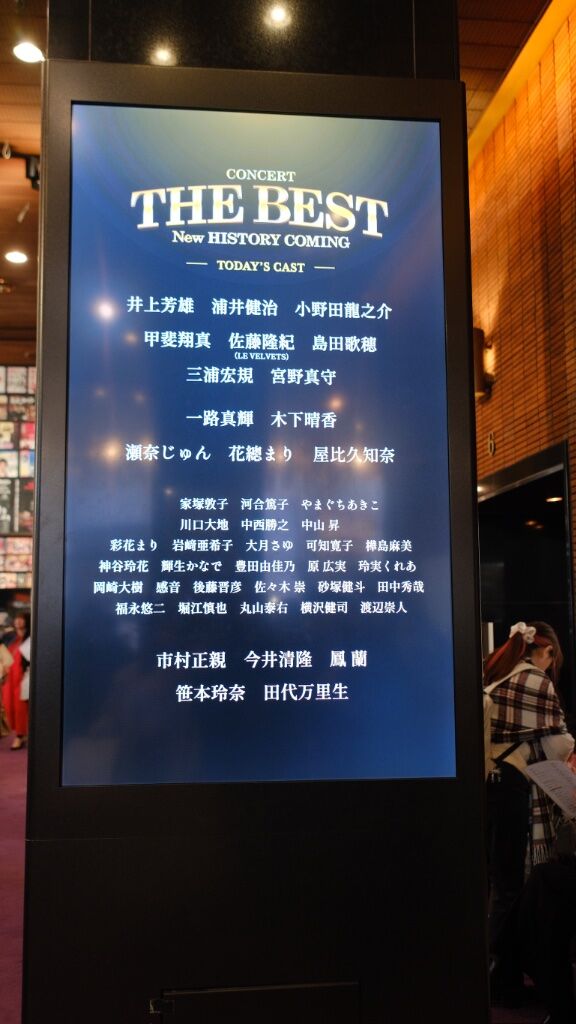 CONCERT
THE BEST
New HISTORY COMING
TODAY'S CAST
井上芳雄 浦井健治 小野田龍之介
甲斐翔真 佐藤隆紀 島田歌穂
(LE VELVETS)
三浦宏規 宮野真守
一路真輝 木下晴香
瀬奈じゅん 花總まり 屋比久知奈
家塚敦子 河合篤子 やまぐちあきこ
川口大地 中西勝之 中山 昇
彩花まり 岩﨑亜希子 大月さゆ 可知寛子 樺島麻美
神谷玲花 輝生かなで 豊田由佳乃 原 広実 玲実くれあ
岡崎大樹 感音 後藤晋彦 佐々木 崇 砂塚健斗 田中秀哉
福永悠二 堀江慎也 丸山泰右 横沢健司 渡辺崇人
市村正親 今井清隆 鳳 蘭
笹本玲奈 田代万里生